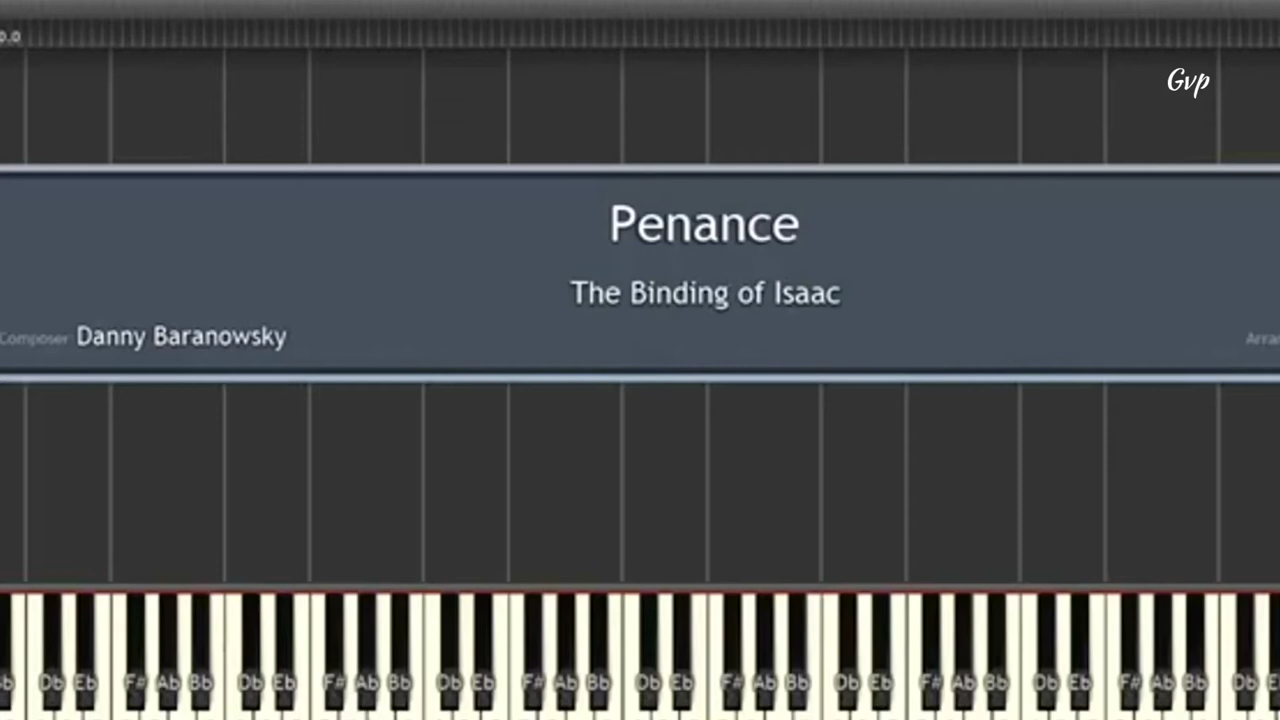 0.0
Gvp
Penance
The Binding of Isaac
Composer Danny Baranowsky
Db Eb F# Ab Bb Db Eb F# Ab Bb Db Eb F# Ab Bb Db Eb F# Ab Bb Db Eb F# Ab Bb Db Eb F# Ab Bb Db